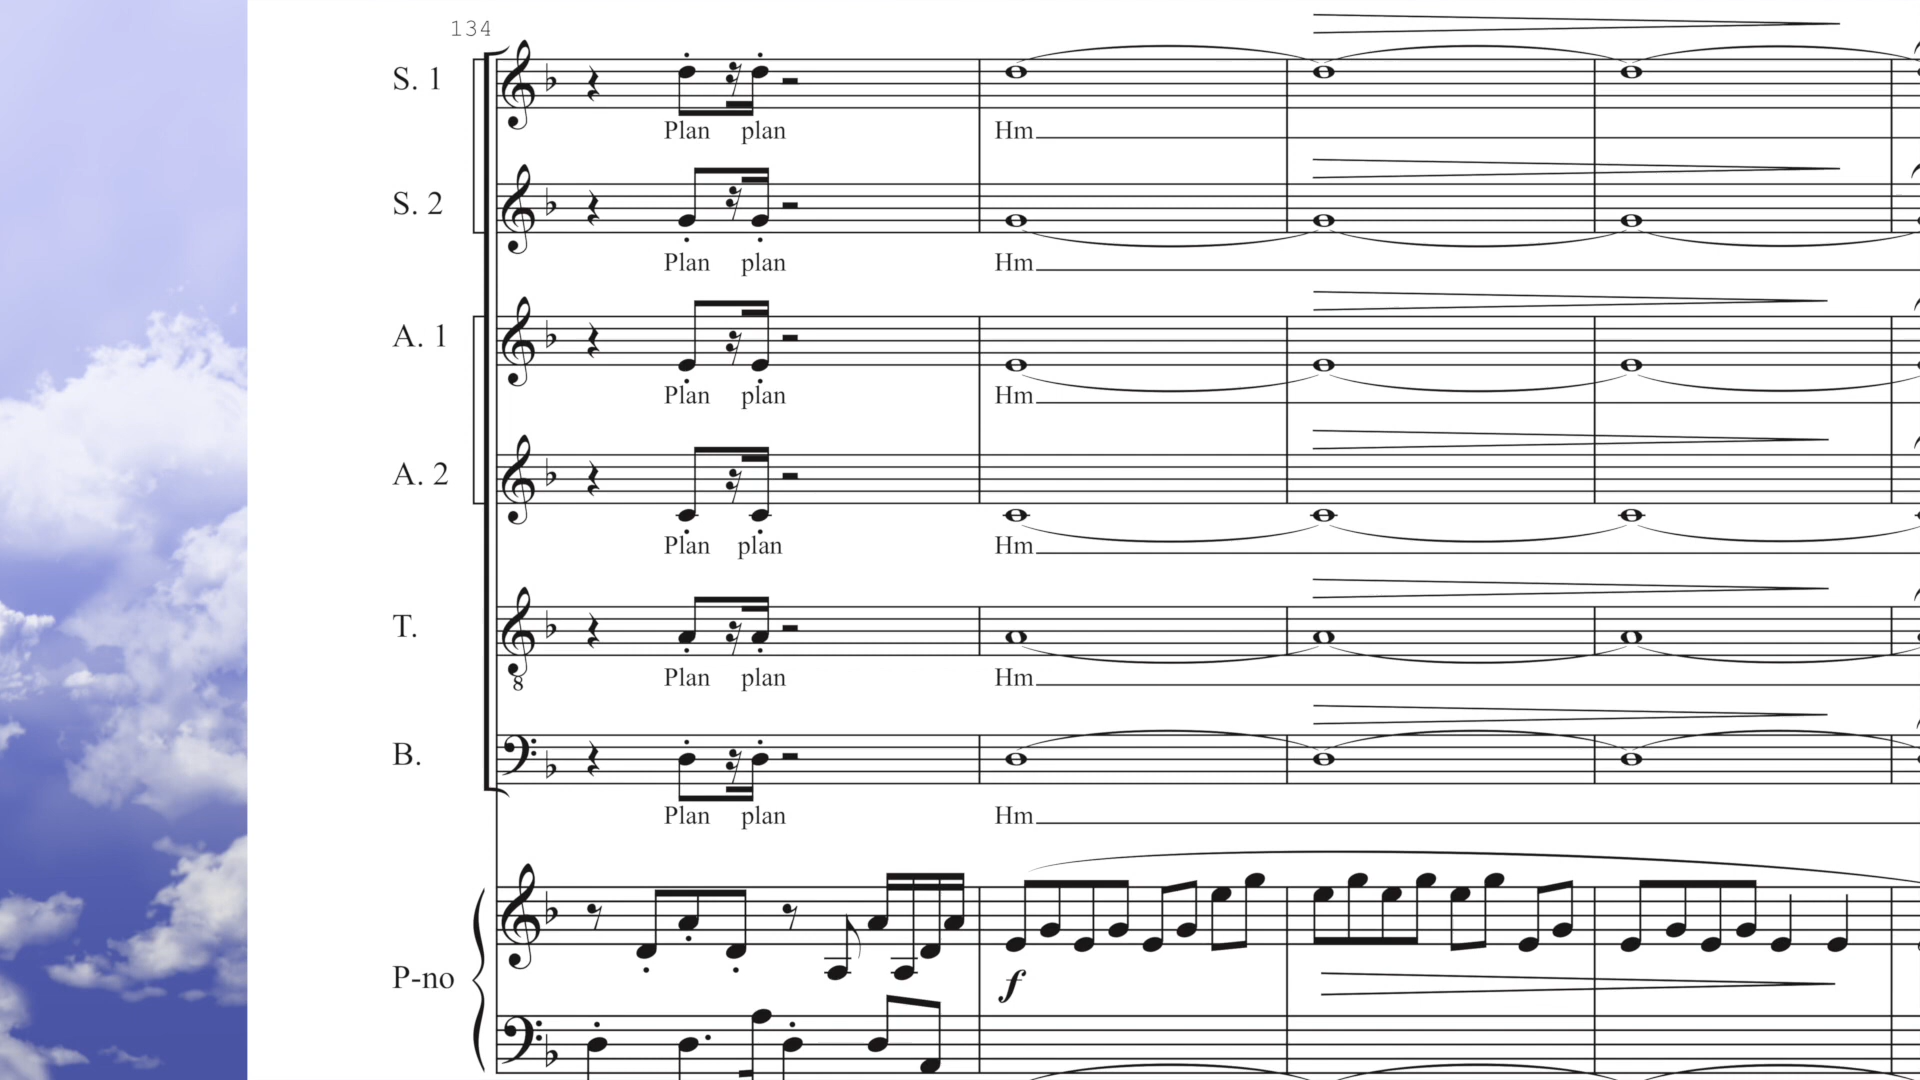 134
S. 1
Plan plan Hm
S. 2
Plan plan Hm
A. 1
Plan plan Hm
A. 2
Plan plan Hm
T.
8
Plan plan Hm
B.
Plan plan Hm
P-no
f